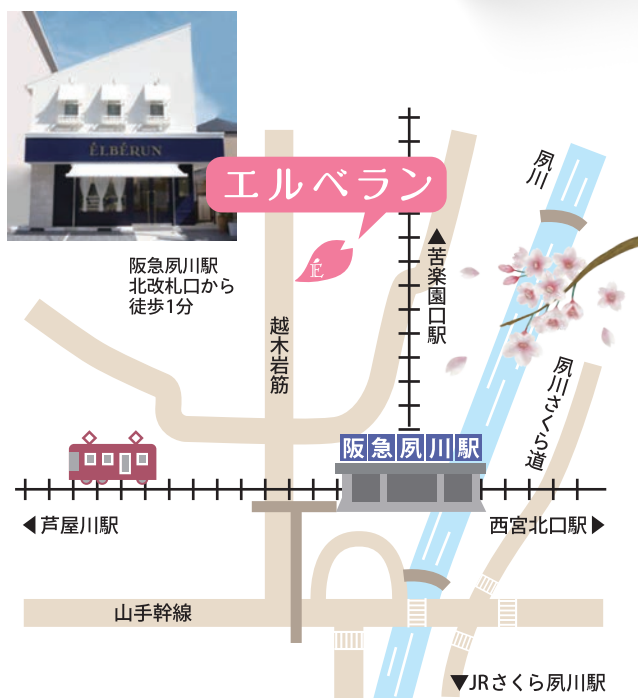 ÉLBÉRUN
エルベラン
É
阪急夙川駅
北改札口から
徒歩1分
夙川
▲苦楽園口駅
越木岩筋
夙川さくら道
阪急夙川駅
◀芦屋川駅
西宮北口駅▶
山手幹線
▼JRさくら夙川駅